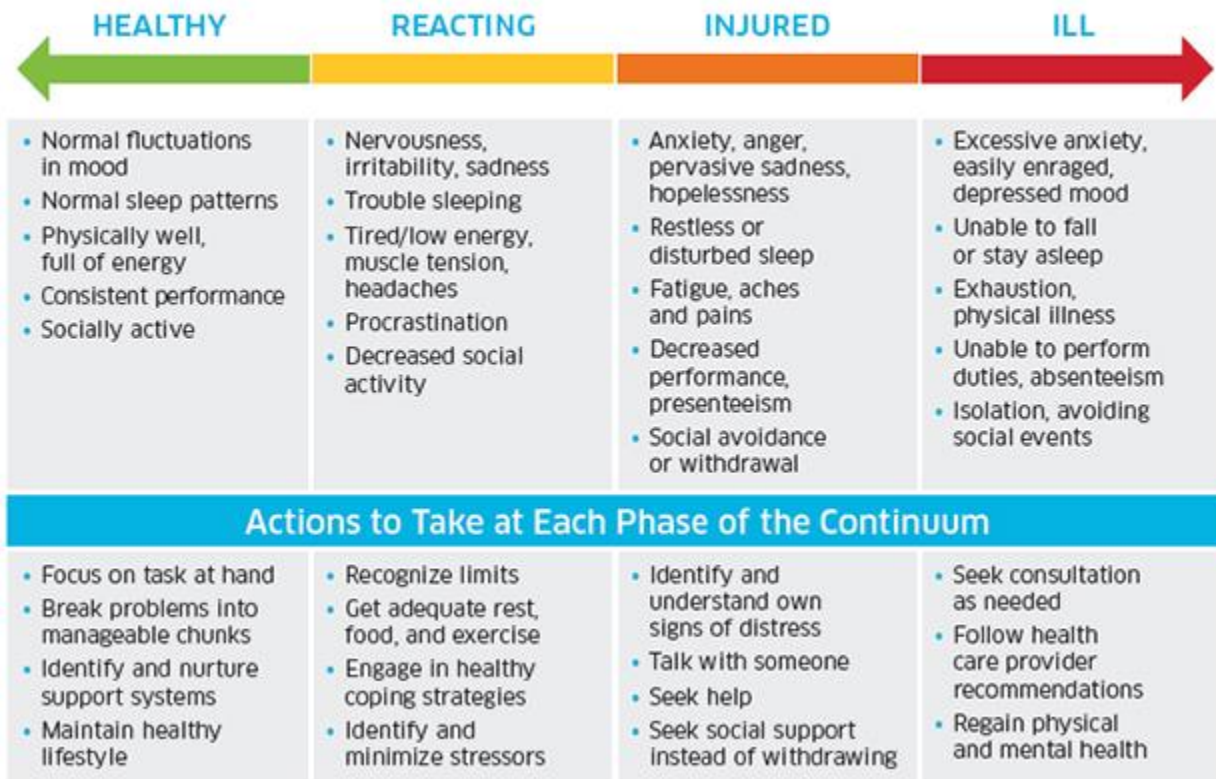 HEALTHY
REACTING
INJURED
ILL
• Normal fluctuations
in mood
• Normal sleep patterns
• Physically well,
full of energy
• Consistent performance
• Socially active
• Nervousness,
irritability, sadness
• Trouble sleeping
• Tired/low energy,
muscle tension,
headaches
• Procrastination
• Decreased social
activity
• Anxiety, anger,
pervasive sadness,
hopelessness
• Restless or
disturbed sleep
• Fatigue, aches
and pains
• Decreased
performance,
presenteeism
• Social avoidance
or withdrawal
• Excessive anxiety,
easily enraged,
depressed mood
• Unable to fall
or stay asleep
• Exhaustion,
physical illness
• Unable to perform
duties, absenteeism
• Isolation, avoiding
social events
Actions to Take at Each Phase of the Continuum
• Focus on task at hand
• Break problems into
manageable chunks
• Identify and nurture
support systems
• Maintain healthy
lifestyle
• Recognize limits
• Get adequate rest,
food, and exercise
• Engage in healthy
coping strategies
• Identify and
minimize stressors
• Identify and
understand own
signs of distress
• Talk with someone
• Seek help
• Seek social support
instead of withdrawing
• Seek consultation
as needed
• Follow health
care provider
recommendations
• Regain physical
and mental health